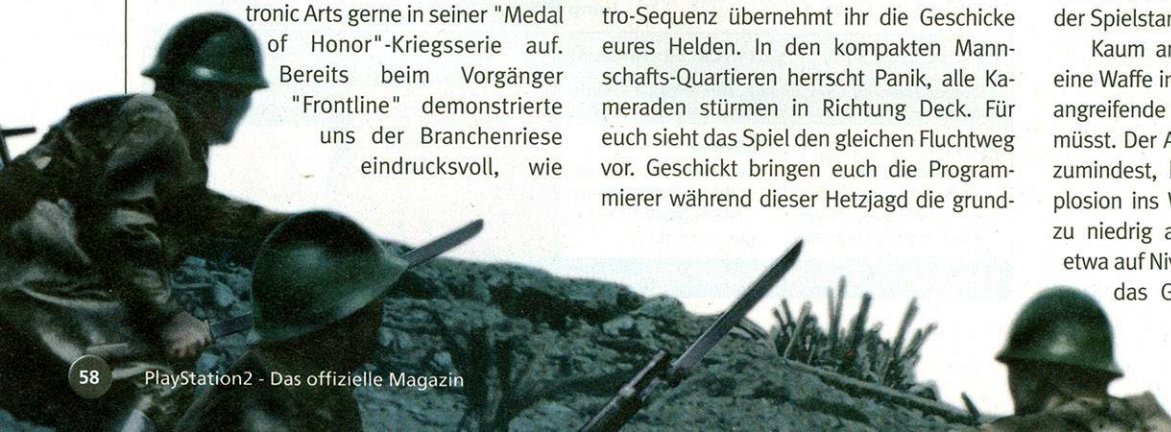 tronic Arts gerne in seiner "Medal
of Honor"-Kriegsserie auf.
Bereits beim Vorgänger
"Frontline" demonstrierte
uns der Branchenriese
eindrucksvoll, wie
tro-Sequenz übernehmt ihr die Geschicke
eures Helden. In den kompakten Mann-
schafts-Quartieren herrscht Panik, alle Ka-
meraden stürmen in Richtung Deck. Für
euch sieht das Spiel den gleichen Fluchtweg
vor. Geschickt bringen euch die Program-
mierer während dieser Hetzjagd die grund-
der
Kaum
eine Waffe
angreifende
müsst. Der
zumindest,
plosion ins
zu niedrig
etwa auf
das
58 PlayStation2 - Das offizielle Magazin